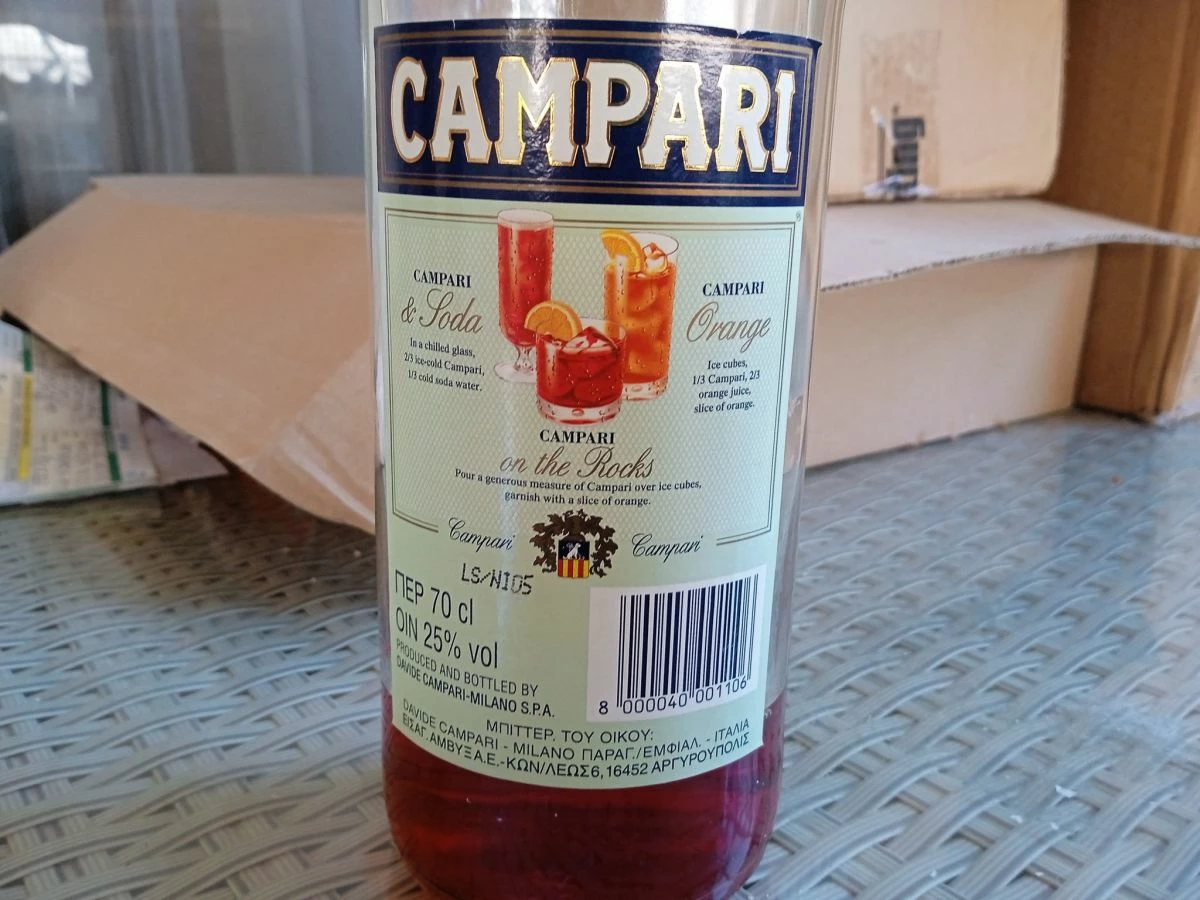 CAMPARI
CAMPARI
& Soda
In a chilled glass,
2/3 ice-cold Campari,
1/3 cold soda water.
CAMPARI
Orange
Ice cubes,
1/3 Campari, 2/3
orange juice,
slice of orange.
CAMPARI
on the Rocks
Pour a generous measure of Campari over ice cubes,
garnish with a slice of orange.
Campari
Campari
LS/N105
ΠΕΡ 70 cl
ΟΙΝ 25% vol
PRODUCED AND BOTTLED BY
DAVIDE CAMPARI-MILANO S.P.A.
8 000040 001106
ΜΠΙΤΤΕΡ. ΤΟΥ ΟΙΚΟΥ:
DAVIDE CAMPARI - MILANO ΠΑΡΑΓ./ΕΜΦΙΑΛ. - ΙΤΑΛΙΑ
ΕΙΣΑΓ. ΑΜΒΥΞ Α.Ε.-ΚΩΝ/ΛΕΩΣ 6, 16452 ΑΡΓΥΡΟΥΠΟΛΙΣ